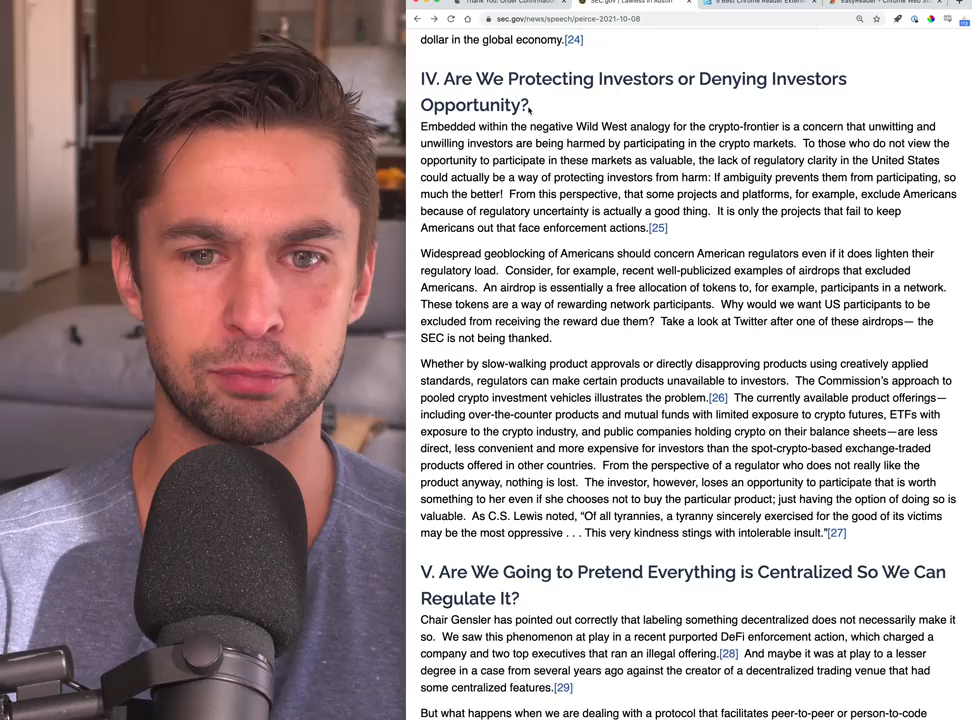 Thank You: Order Confirmatio
SEC.gov | Lawless in Austin
5 Best Chrome Reader Extens
EasyReader - Chrome Web St
sec.gov/news/speech/peirce-2021-10-08
dollar in the global economy.[24]
IV. Are We Protecting Investors or Denying Investors
Opportunity?
Embedded within the negative Wild West analogy for the crypto-frontier is a concern that unwitting and
unwilling investors are being harmed by participating in the crypto markets.  To those who do not view the
opportunity to participate in these markets as valuable, the lack of regulatory clarity in the United States
could actually be a way of protecting investors from harm: If ambiguity prevents them from participating, so
much the better!  From this perspective, that some projects and platforms, for example, exclude Americans
because of regulatory uncertainty is actually a good thing.  It is only the projects that fail to keep
Americans out that face enforcement actions.[25]
Widespread geoblocking of Americans should concern American regulators even if it does lighten their
regulatory load.  Consider, for example, recent well-publicized examples of airdrops that excluded
Americans.  An airdrop is essentially a free allocation of tokens to, for example, participants in a network.
These tokens are a way of rewarding network participants.  Why would we want US participants to be
excluded from receiving the reward due them?  Take a look at Twitter after one of these airdrops— the
SEC is not being thanked.
Whether by slow-walking product approvals or directly disapproving products using creatively applied
standards, regulators can make certain products unavailable to investors.  The Commission's approach to
pooled crypto investment vehicles illustrates the problem.[26]  The currently available product offerings—
including over-the-counter products and mutual funds with limited exposure to crypto futures, ETFs with
exposure to the crypto industry, and public companies holding crypto on their balance sheets—are less
direct, less convenient and more expensive for investors than the spot-crypto-based exchange-traded
products offered in other countries.  From the perspective of a regulator who does not really like the
product anyway, nothing is lost.  The investor, however, loses an opportunity to participate that is worth
something to her even if she chooses not to buy the particular product; just having the option of doing so is
valuable.  As C.S. Lewis noted, “Of all tyrannies, a tyranny sincerely exercised for the good of its victims
may be the most oppressive . . . This very kindness stings with intolerable insult.”[27]
V. Are We Going to Pretend Everything is Centralized So We Can
Regulate It?
Chair Gensler has pointed out correctly that labeling something decentralized does not necessarily make it
so.  We saw this phenomenon at play in a recent purported DeFi enforcement action, which charged a
company and two top executives that ran an illegal offering.[28]  And maybe it was at play to a lesser
degree in a case from several years ago against the creator of a decentralized trading venue that had
some centralized features.[29]
But what happens when we are dealing with a protocol that facilitates peer-to-peer or person-to-code